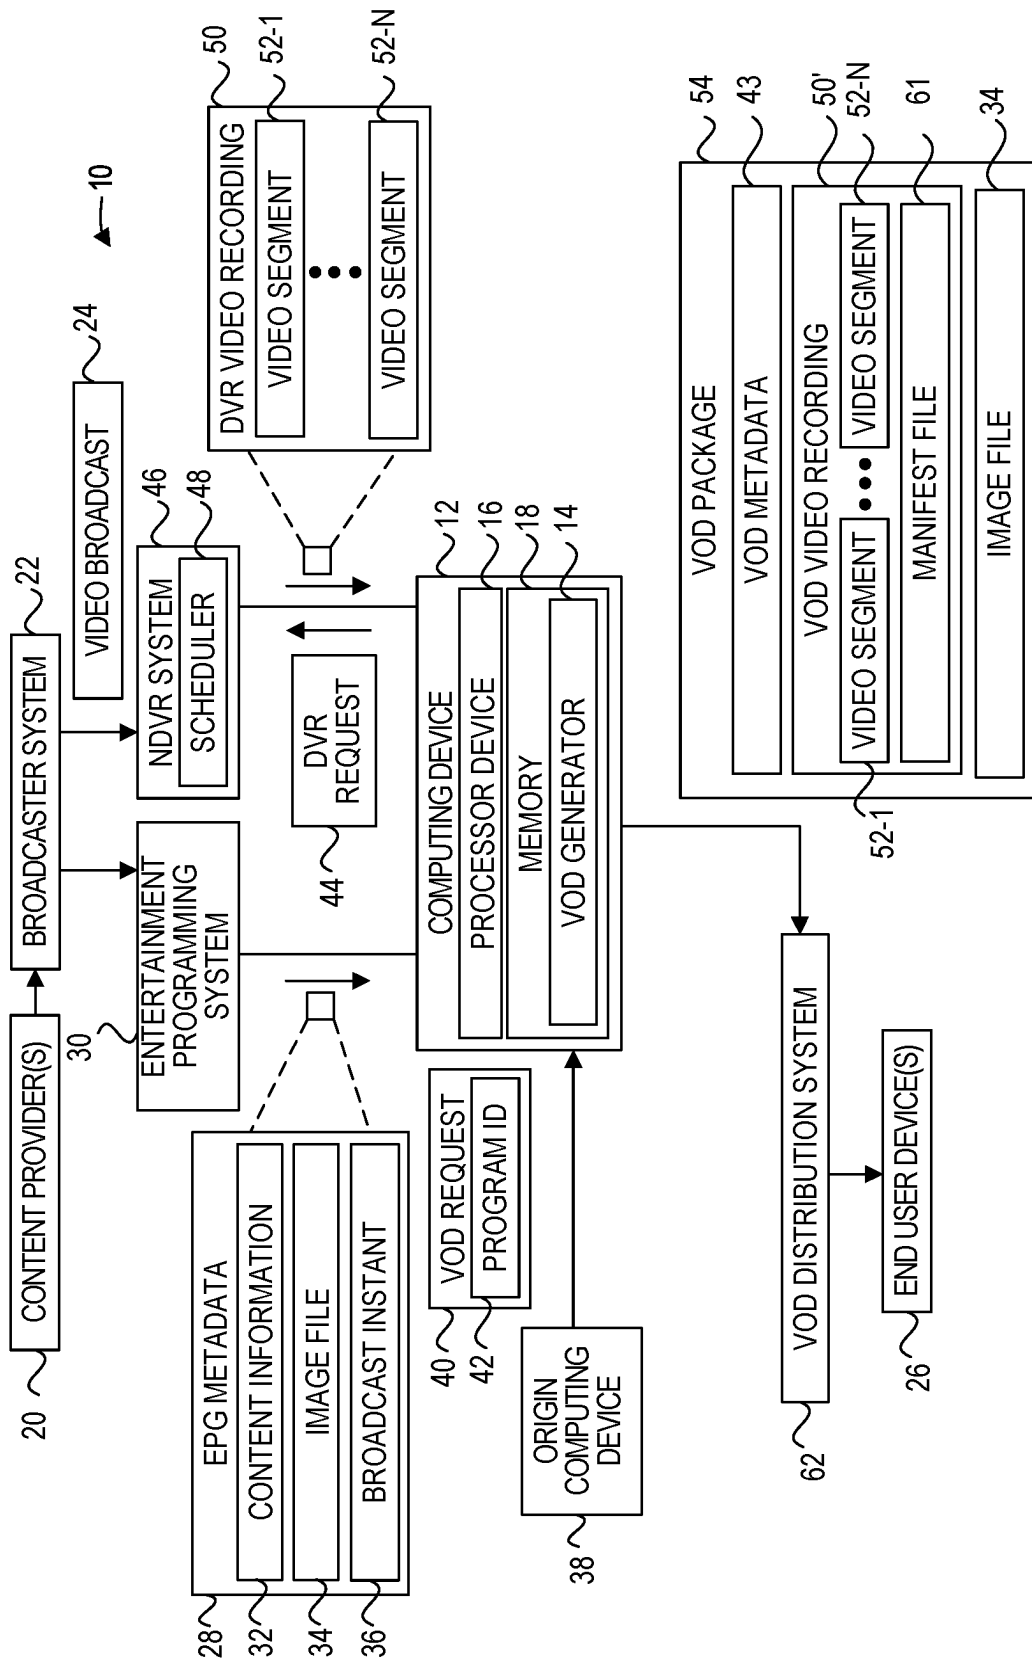 10
20
CONTENT PROVIDER(S)
BROADCASTER SYSTEM
22
VIDEO BROADCAST
24
30
ENTERTAINMENT
PROGRAMMING
SYSTEM
NDVR SYSTEM
46
SCHEDULER
48
DVR VIDEO RECORDING
50
VIDEO SEGMENT
52-1
VIDEO SEGMENT
52-N
28
EPG METADATA
32
CONTENT INFORMATION
34
IMAGE FILE
36
BROADCAST INSTANT
44
DVR
REQUEST
40
VOD REQUEST
42
PROGRAM ID
COMPUTING DEVICE
12
PROCESSOR DEVICE
16
MEMORY
18
VOD GENERATOR
14
38
ORIGIN
COMPUTING
DEVICE
VOD PACKAGE
54
VOD METADATA
43
VOD VIDEO RECORDING
50'
52-1
VIDEO SEGMENT
VIDEO SEGMENT
52-N
MANIFEST FILE
61
IMAGE FILE
34
62
VOD DISTRIBUTION SYSTEM
26
END USER DEVICE(S)